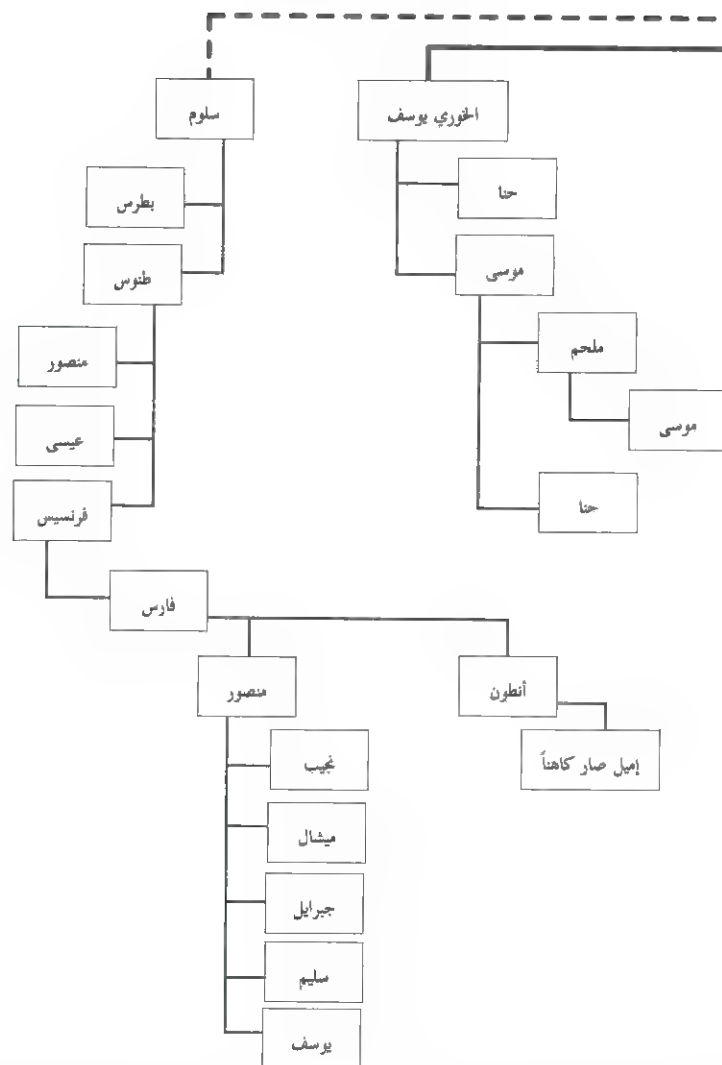 الخوري يوسف
سلوم
حنا
بطرس
موسى
طنوس
ملحم
منصور
موسى
عيسى
حنا
فرنسيس
فارس
أنطون
منصور
إميل صار كاهناً
نجيب
ميشال
جبرايل
سليم
يوسف